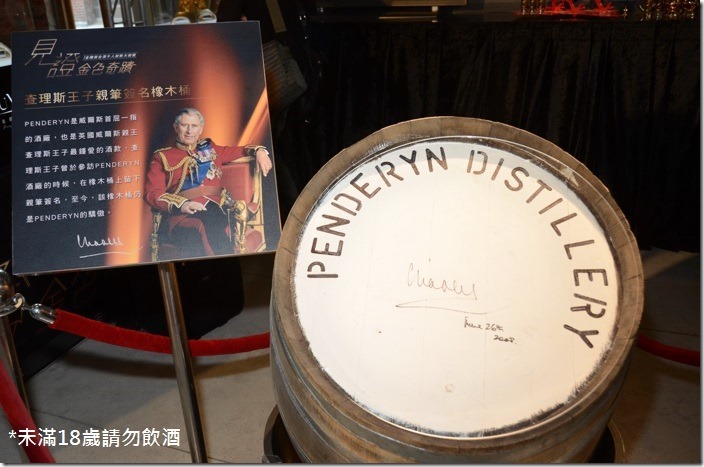 見證
金色奇蹟
查理斯王子親筆簽名橡木桶
PENDERYN是威爾斯首屈一指
的酒廠，也是英國威爾斯親王
查理斯王子最鍾愛的酒款，查
理斯王子曾於參訪PENDERYN
酒廠的時候，在橡木桶上留下
親筆簽名，至今，該橡木桶仍
是PENDERYN的驕傲。
Charles
PENDERYN DISTILLERY
Charles
June 26th
2008.
*未滿18歲請勿飲酒